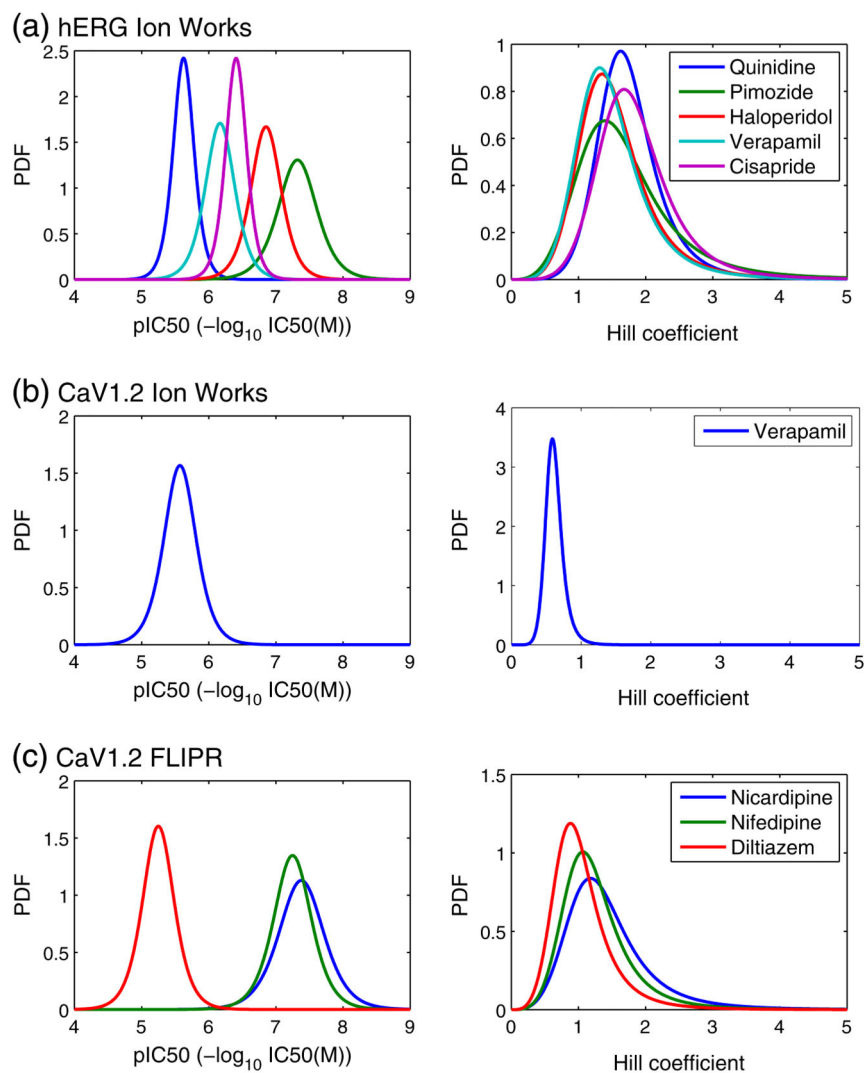 (a) hERG Ion Works
2.5
2
1.5
1
0.5
0
PDF
4 5 6 7 8 9
pIC50 (−log10 IC50(M))
1
0.8
0.6
0.4
0.2
0
PDF
Quinidine
Pimozide
Haloperidol
Verapamil
Cisapride
0 1 2 3 4 5
Hill coefficient
(b) CaV1.2 Ion Works
2
1.5
1
0.5
0
PDF
4 5 6 7 8 9
pIC50 (−log10 IC50(M))
4
3
2
1
0
PDF
Verapamil
0 1 2 3 4 5
Hill coefficient
(c) CaV1.2 FLIPR
2
1.5
1
0.5
0
PDF
4 5 6 7 8 9
pIC50 (−log10 IC50(M))
1.5
1
0.5
0
PDF
Nicardipine
Nifedipine
Diltiazem
0 1 2 3 4 5
Hill coefficient